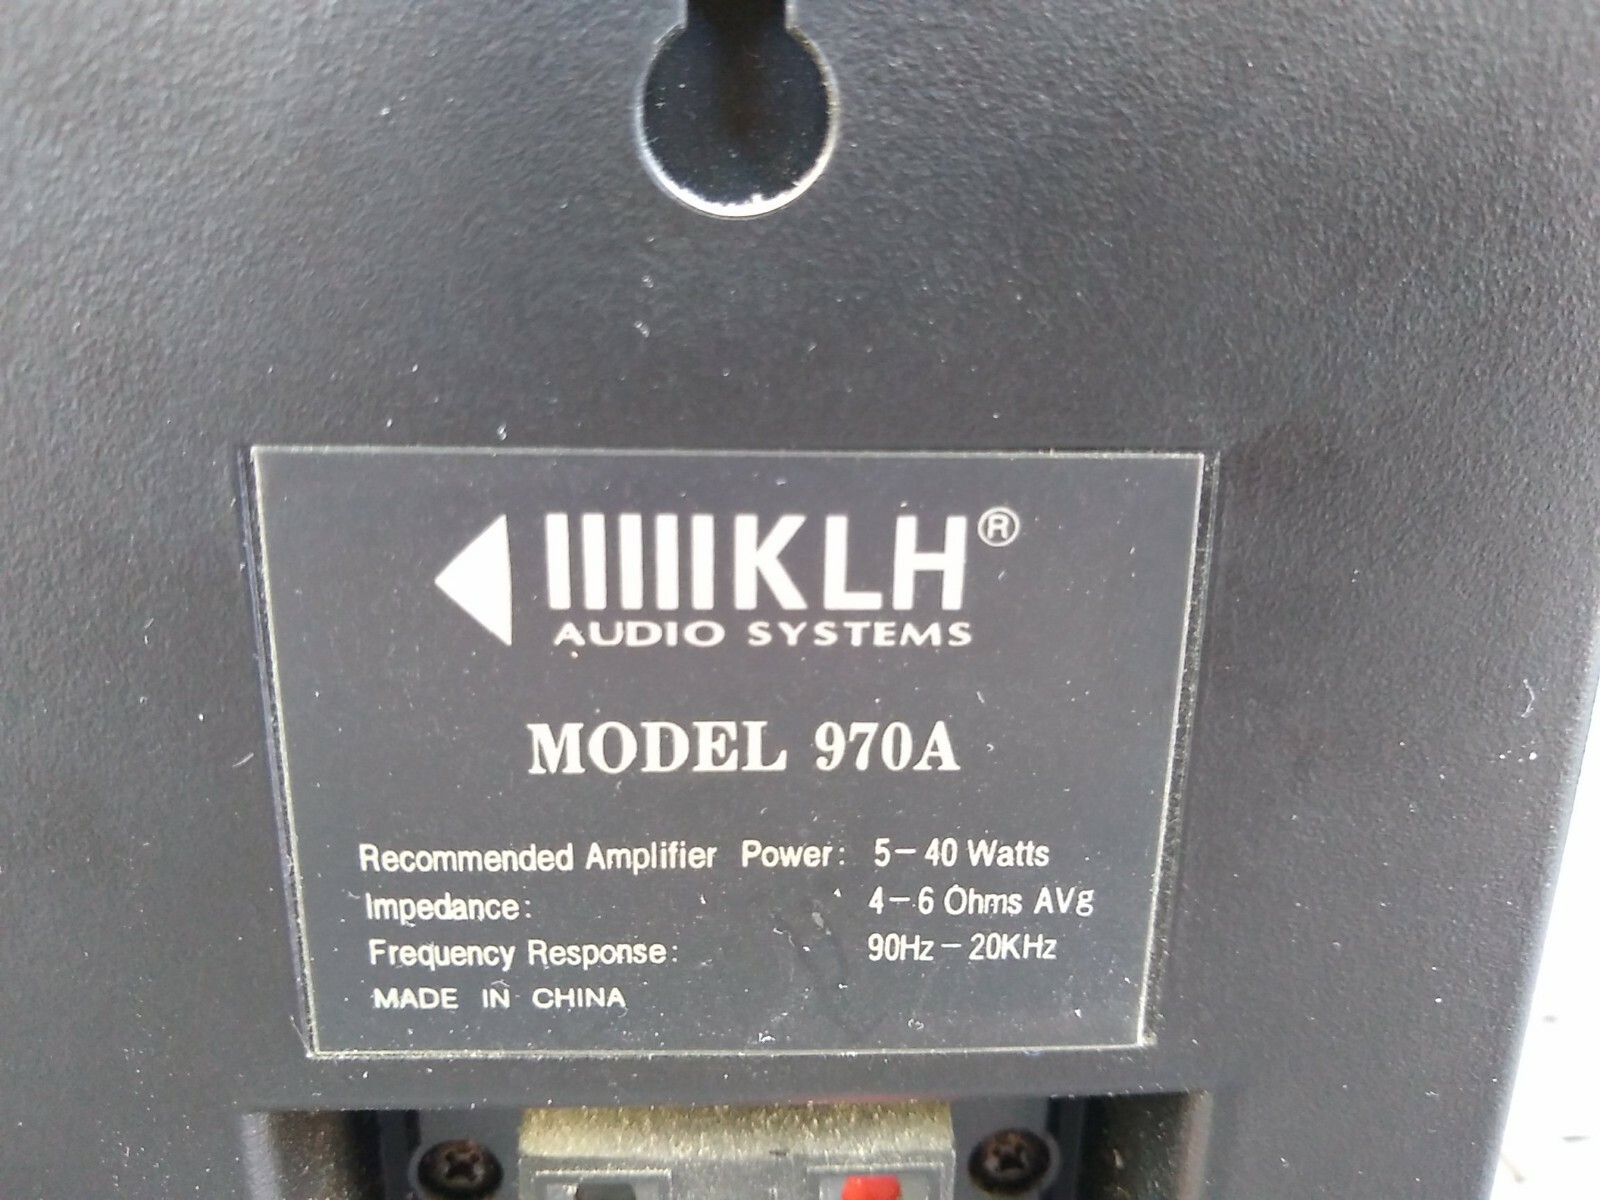 KLH®
AUDIO SYSTEMS
MODEL 970A
Recommended Amplifier Power: 5-40 Watts
Impedance: 4-6 Ohms AVg
Frequency Response: 90Hz-20KHz
MADE IN CHINA